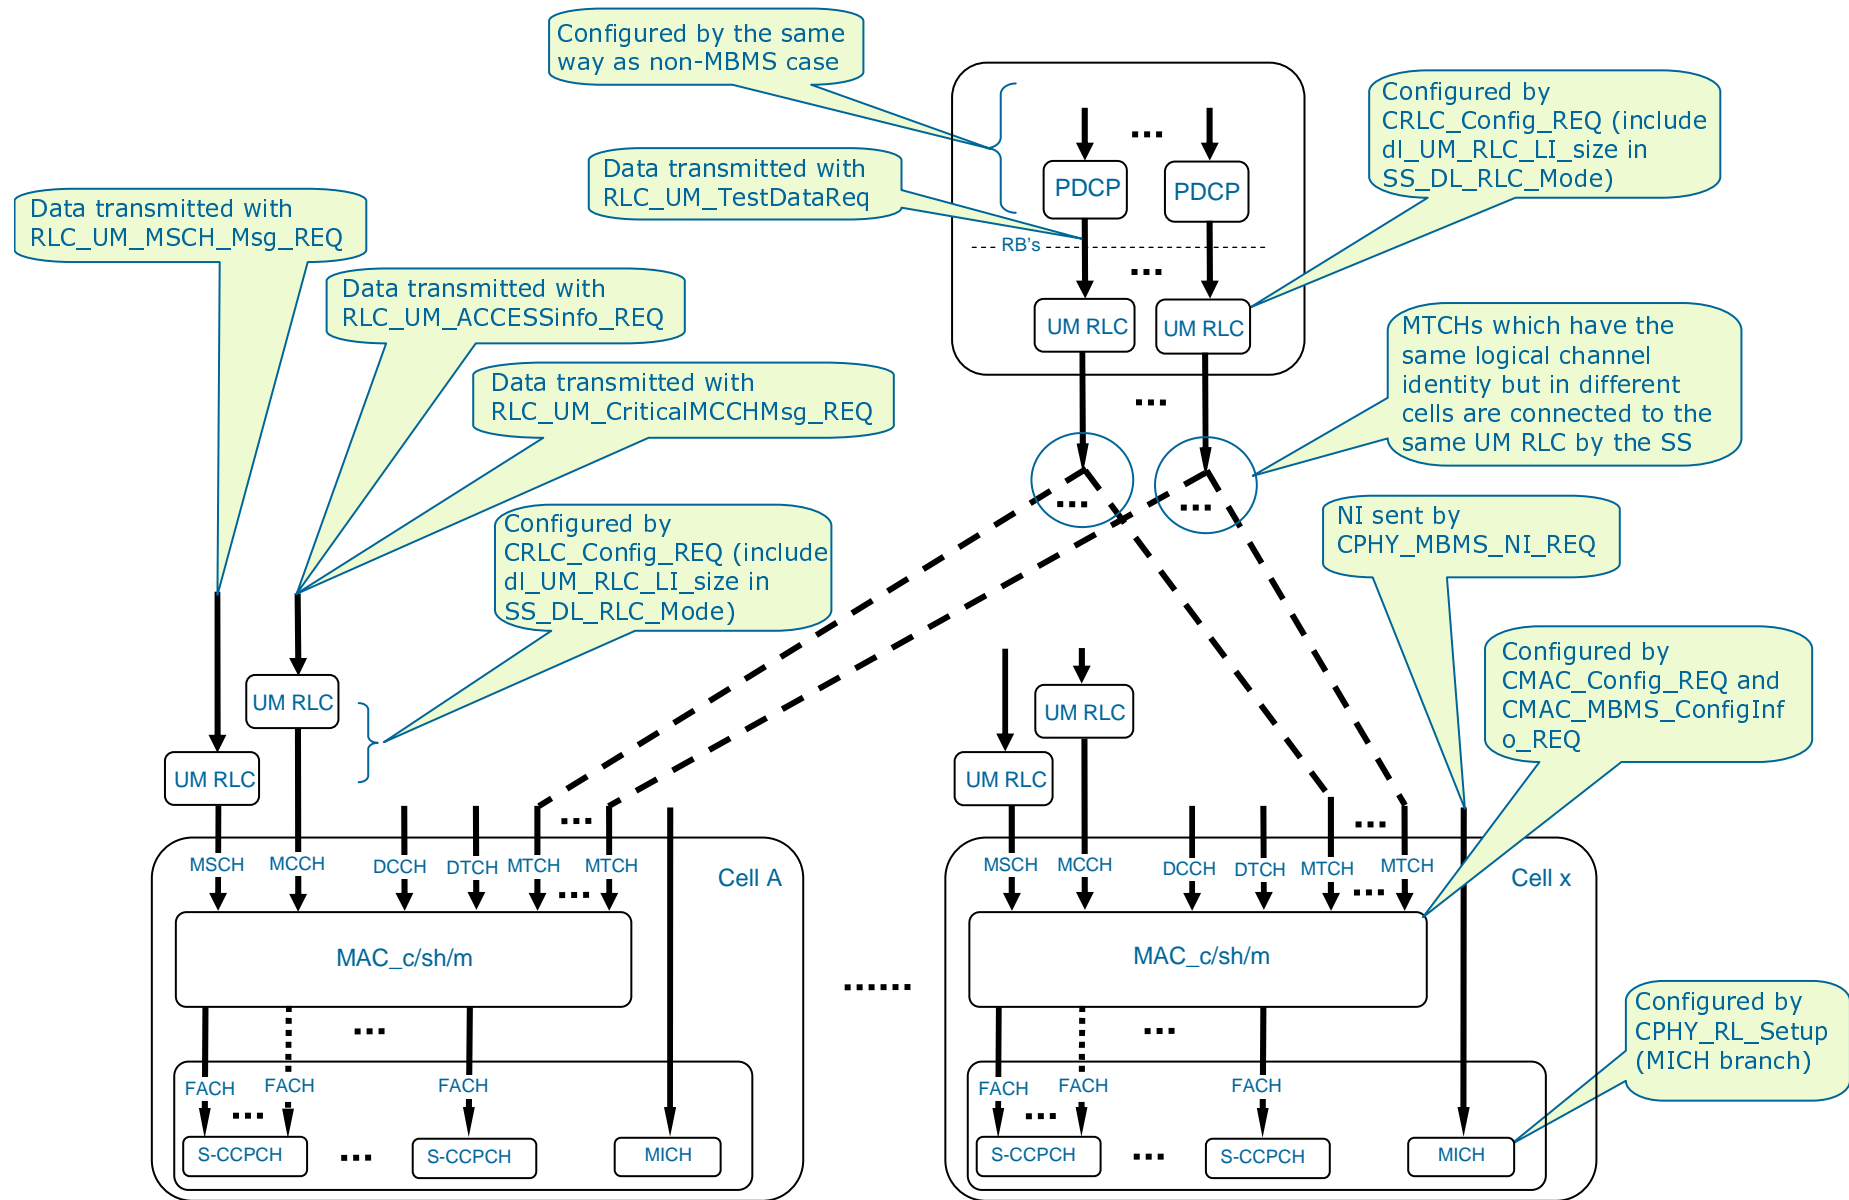 Configured by the same
way as non-MBMS case
Configured by
CRLC_Config_REQ (include
dl_UM_RLC_LI_size in
SS_DL_RLC_Mode)
Data transmitted with
RLC_UM_TestDataReq
PDCP
PDCP
Data transmitted with
RLC_UM_MSCH_Msg_REQ
RB's
Data transmitted with
RLC_UM_ACCESSinfo_REQ
UM RLC
UM RLC
MTCHs which have the
same logical channel
identity but in different
cells are connected to the
same UM RLC by the SS
Data transmitted with
RLC_UM_CriticalMCCHMsg_REQ
Configured by
CRLC_Config_REQ (include
dl_UM_RLC_LI_size in
SS_DL_RLC_Mode)
NI sent by
CPHY_MBMS_NI_REQ
Configured by
CMAC_Config_REQ and
CMAC_MBMS_ConfigInf
o_REQ
UM RLC
UM RLC
UM RLC
UM RLC
MSCH
MCCH
DCCH
DTCH
MTCH
MTCH
Cell A
MSCH
MCCH
DCCH
DTCH
MTCH
MTCH
Cell x
MAC_c/sh/m
MAC_c/sh/m
Configured by
CPHY_RL_Setup
(MICH branch)
FACH
FACH
FACH
FACH
FACH
FACH
S-CCPCH
S-CCPCH
MICH
S-CCPCH
S-CCPCH
MICH